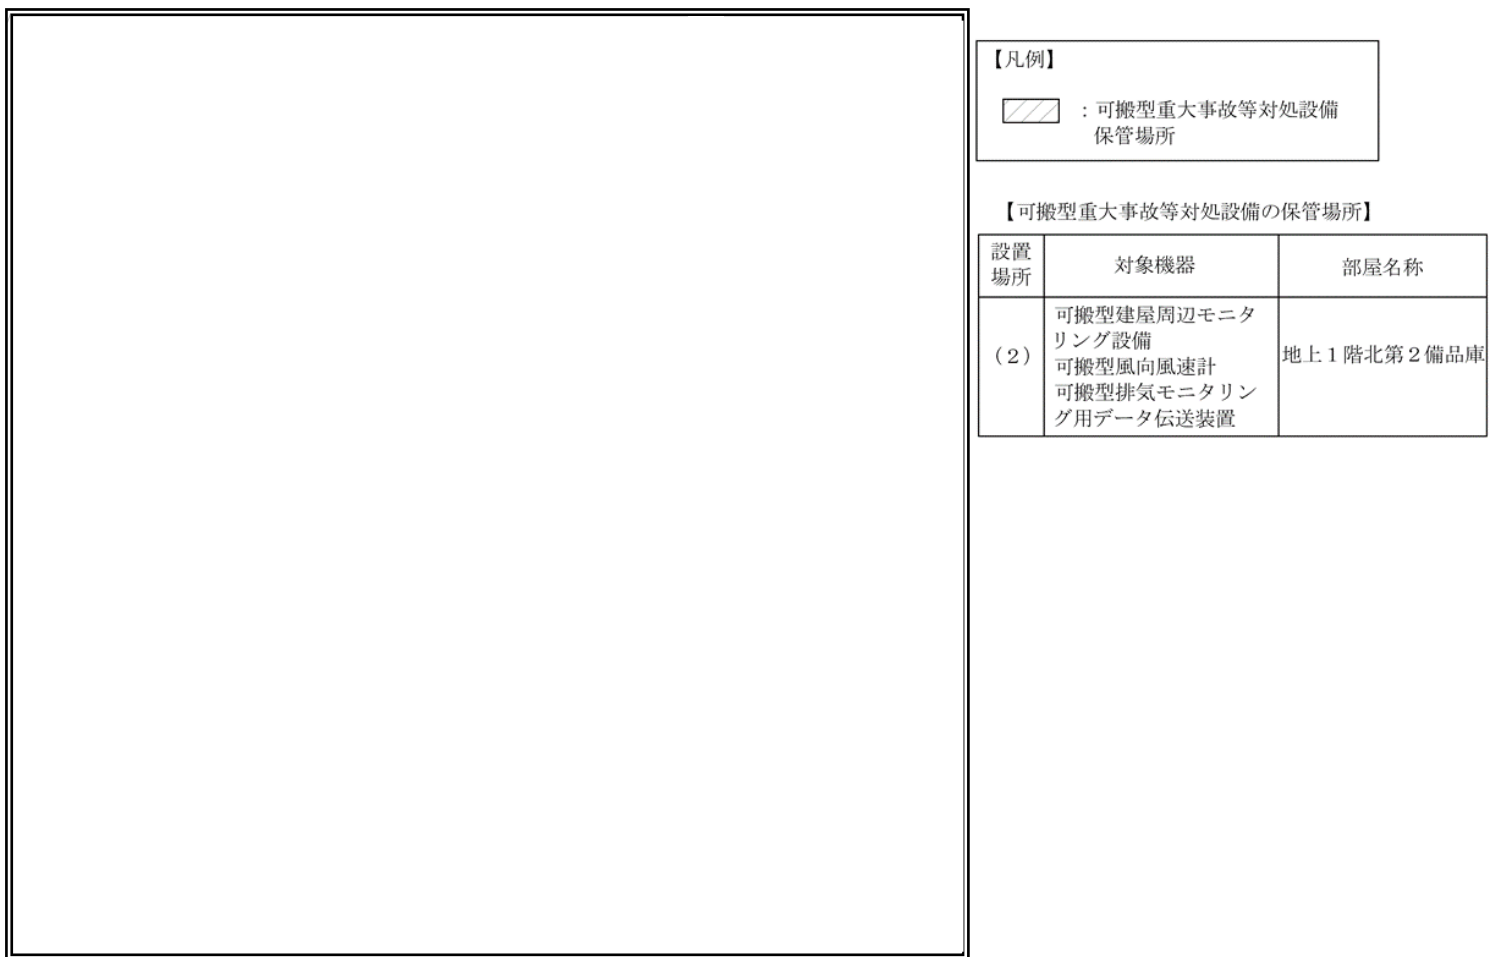 【凡例】
：可搬型重大事故等対処設備
保管場所
【可搬型重大事故等対処設備の保管場所】
設置
場所
対象機器
部屋名称
（２）
可搬型建屋周辺モニタ
リング設備
可搬型風向風速計
可搬型排気モニタリン
グ用データ伝送装置
地上１階北第２備品庫